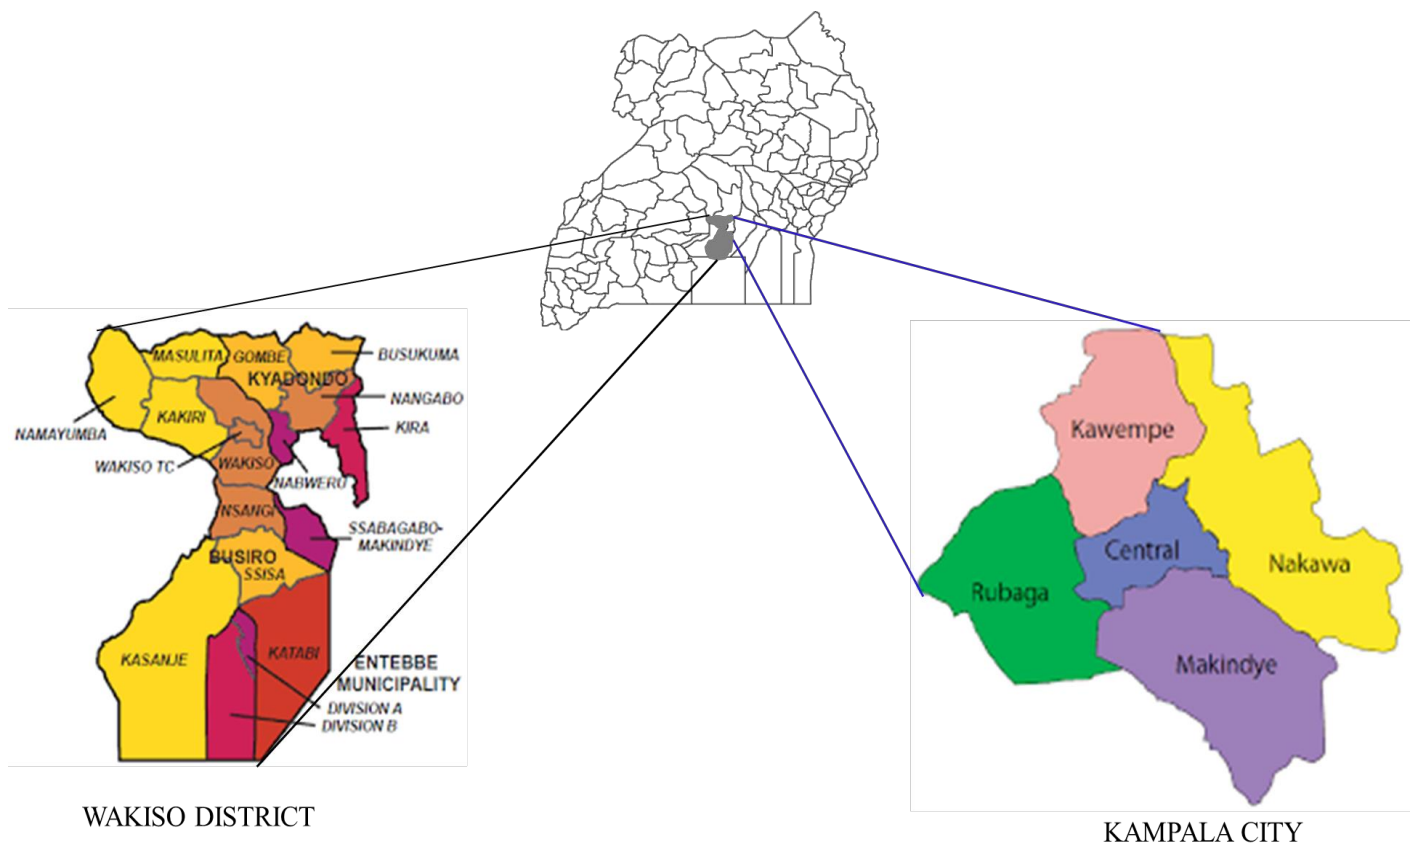 MASULITA
GOMBE
BUSUKUMA
KYADONDO
NANGABO
KAKIRI
KIRA
NAMAYUMBA
WAKISO TC
WAKISO
NABWERU
NSANGI
SSABAGABO-
MAKINDYE
BUSIRO
SSISA
KASANJE
KATABI
ENTEBBE
MUNICIPALITY
DIVISION A
DIVISION B
WAKISO DISTRICT
Kawempe
Central
Nakawa
Rubaga
Makindye
KAMPALA CITY